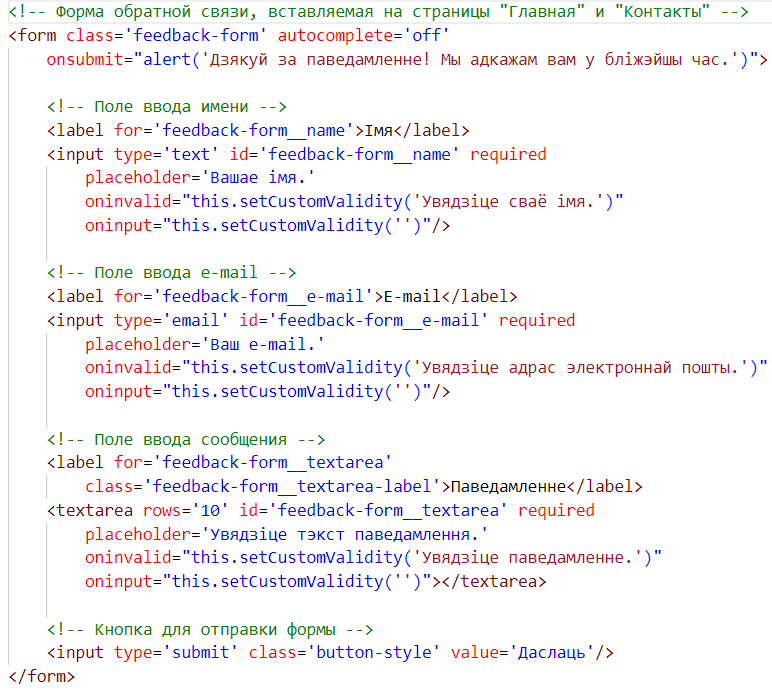 <!-- Форма обратной связи, вставляемая на страницы "Главная" и "Контакты" -->
<form class='feedback-form' autocomplete='off'
onsubmit="alert('Дзякуй за паведамленне! Мы адкажам вам у бліжэйшы час.')">
<!-- Поле ввода имени -->
<label for='feedback-form__name'>Імя</label>
<input type='text' id='feedback-form__name' required
placeholder='Вашае імя.'
oninvalid="this.setCustomValidity('Увядзіце сваё імя.')"
oninput="this.setCustomValidity('')"/>
<!-- Поле ввода e-mail -->
<label for='feedback-form__e-mail'>E-mail</label>
<input type='email' id='feedback-form__e-mail' required
placeholder='Ваш e-mail.'
oninvalid="this.setCustomValidity('Увядзіце адрас электроннай пошты.')"
oninput="this.setCustomValidity('')"/>
<!-- Поле ввода сообщения -->
<label for='feedback-form__textarea'
class='feedback-form__textarea-label'>Паведамленне</label>
<textarea rows='10' id='feedback-form__textarea' required
placeholder='Увядзіце тэкст паведамлення.'
oninvalid="this.setCustomValidity('Увядзіце паведамленне.')"
oninput="this.setCustomValidity('')"></textarea>
<!-- Кнопка для отправки формы -->
<input type='submit' class='button-style' value='Даслаць'/>
</form>